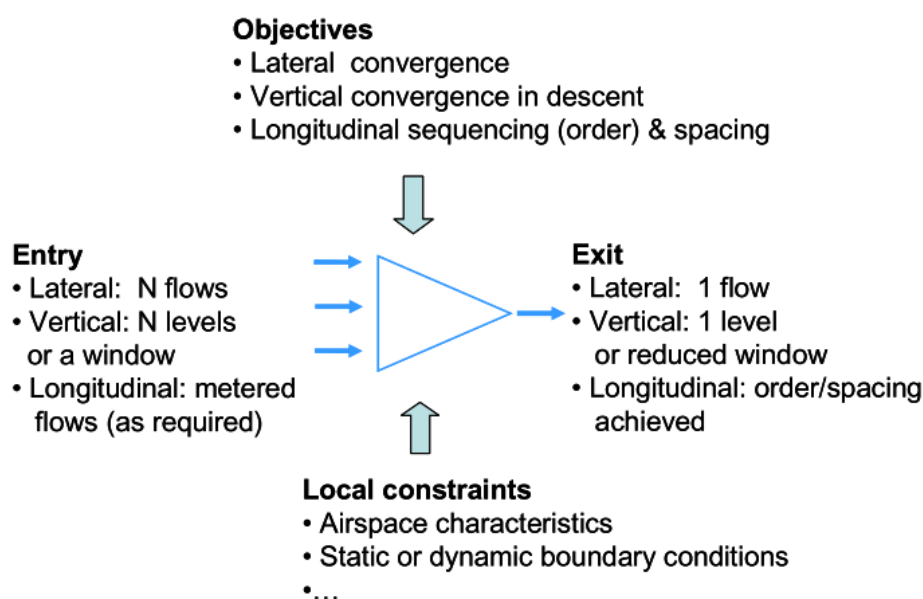 Objectives
• Lateral convergence
• Vertical convergence in descent
• Longitudinal sequencing (order) & spacing
Entry
• Lateral: N flows
• Vertical: N levels
or a window
• Longitudinal: metered
flows (as required)
Exit
• Lateral: 1 flow
• Vertical: 1 level
or reduced window
• Longitudinal: order/spacing
achieved
Local constraints
• Airspace characteristics
• Static or dynamic boundary conditions
•...